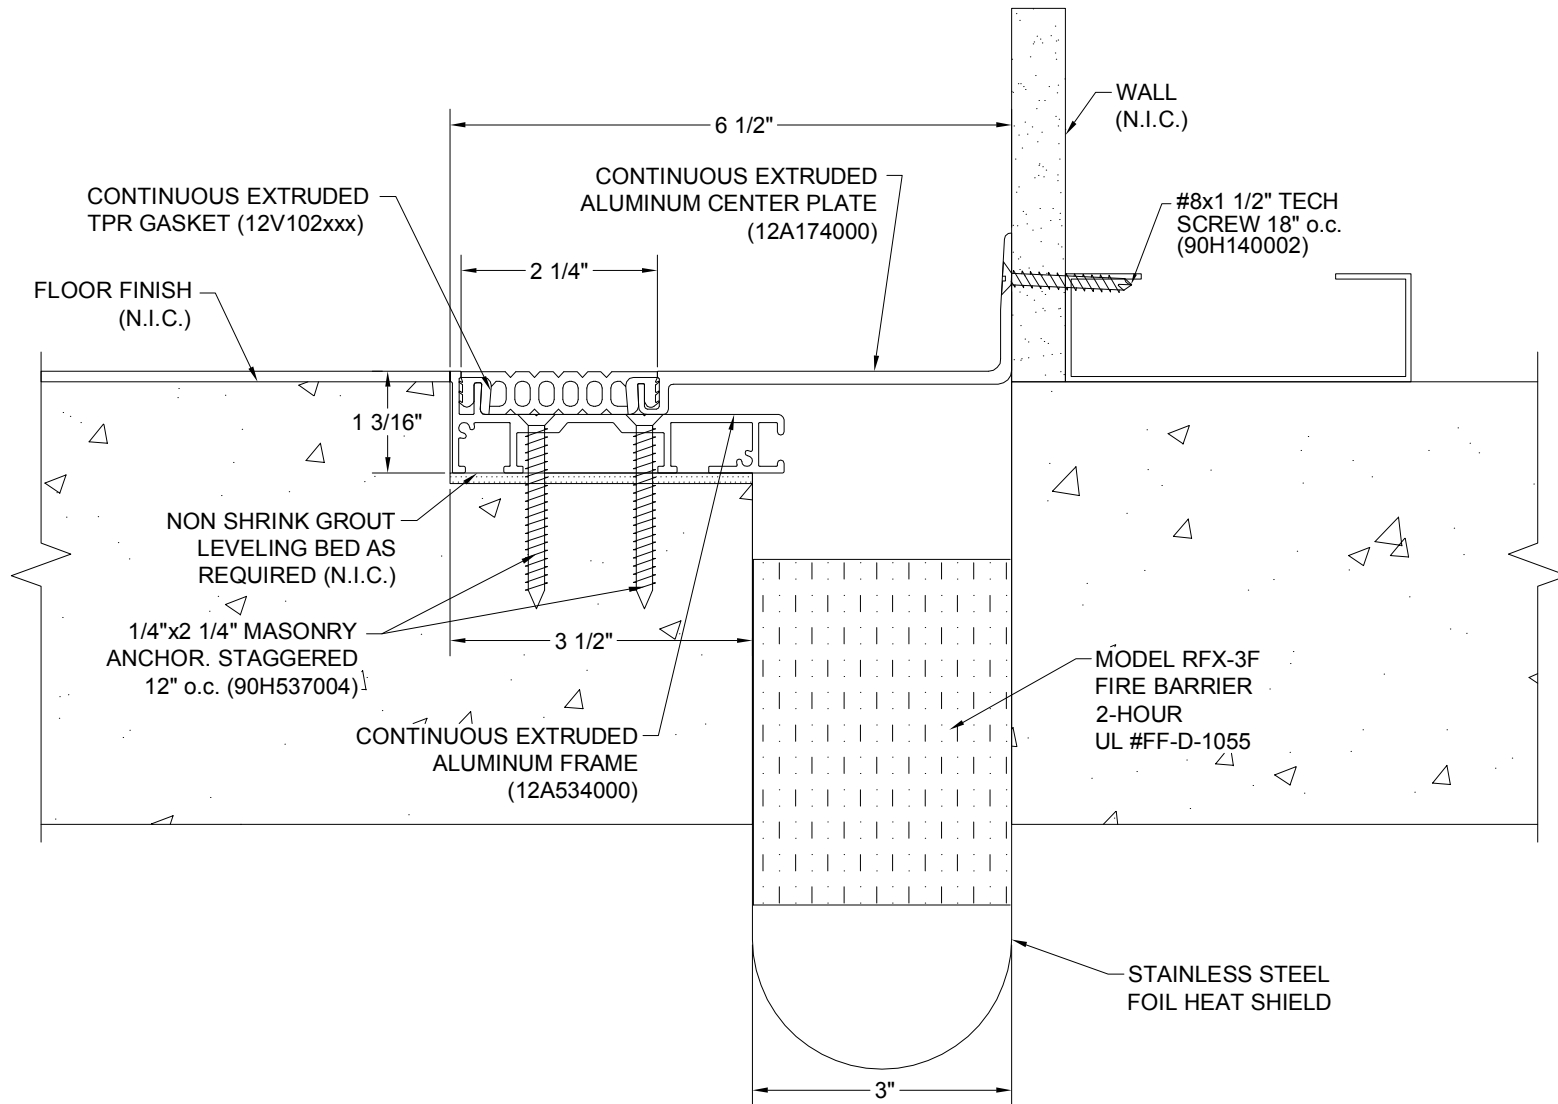 6 1/2"
WALL
(N.I.C.)
CONTINUOUS EXTRUDED
TPR GASKET (12V102xxx)
CONTINUOUS EXTRUDED
ALUMINUM CENTER PLATE
(12A174000)
#8x1 1/2" TECH
SCREW 18" o.c.
(90H140002)
2 1/4"
FLOOR FINISH
(N.I.C.)
1 3/16"
NON SHRINK GROUT
LEVELING BED AS
REQUIRED (N.I.C.)
1/4"x2 1/4" MASONRY
ANCHOR. STAGGERED
12" o.c. (90H537004)
3 1/2"
MODEL RFX-3F
FIRE BARRIER
2-HOUR
UL #FF-D-1055
CONTINUOUS EXTRUDED
ALUMINUM FRAME
(12A534000)
STAINLESS STEEL
FOIL HEAT SHIELD
3"